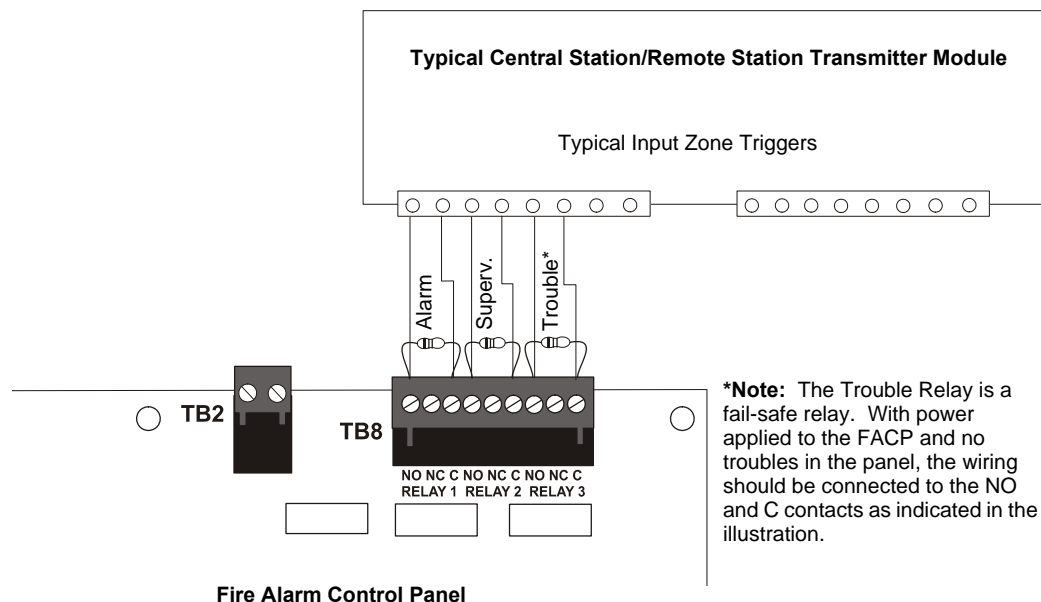 Typical Central Station/Remote Station Transmitter Module
Typical Input Zone Triggers
Alarm
Superv.
Trouble*
TB2
TB8
NO NC C NO NC C NO NC C
RELAY 1 RELAY 2 RELAY 3
*Note: The Trouble Relay is a
fail-safe relay. With power
applied to the FACP and no
troubles in the panel, the wiring
should be connected to the NO
and C contacts as indicated in the
illustration.
Fire Alarm Control Panel